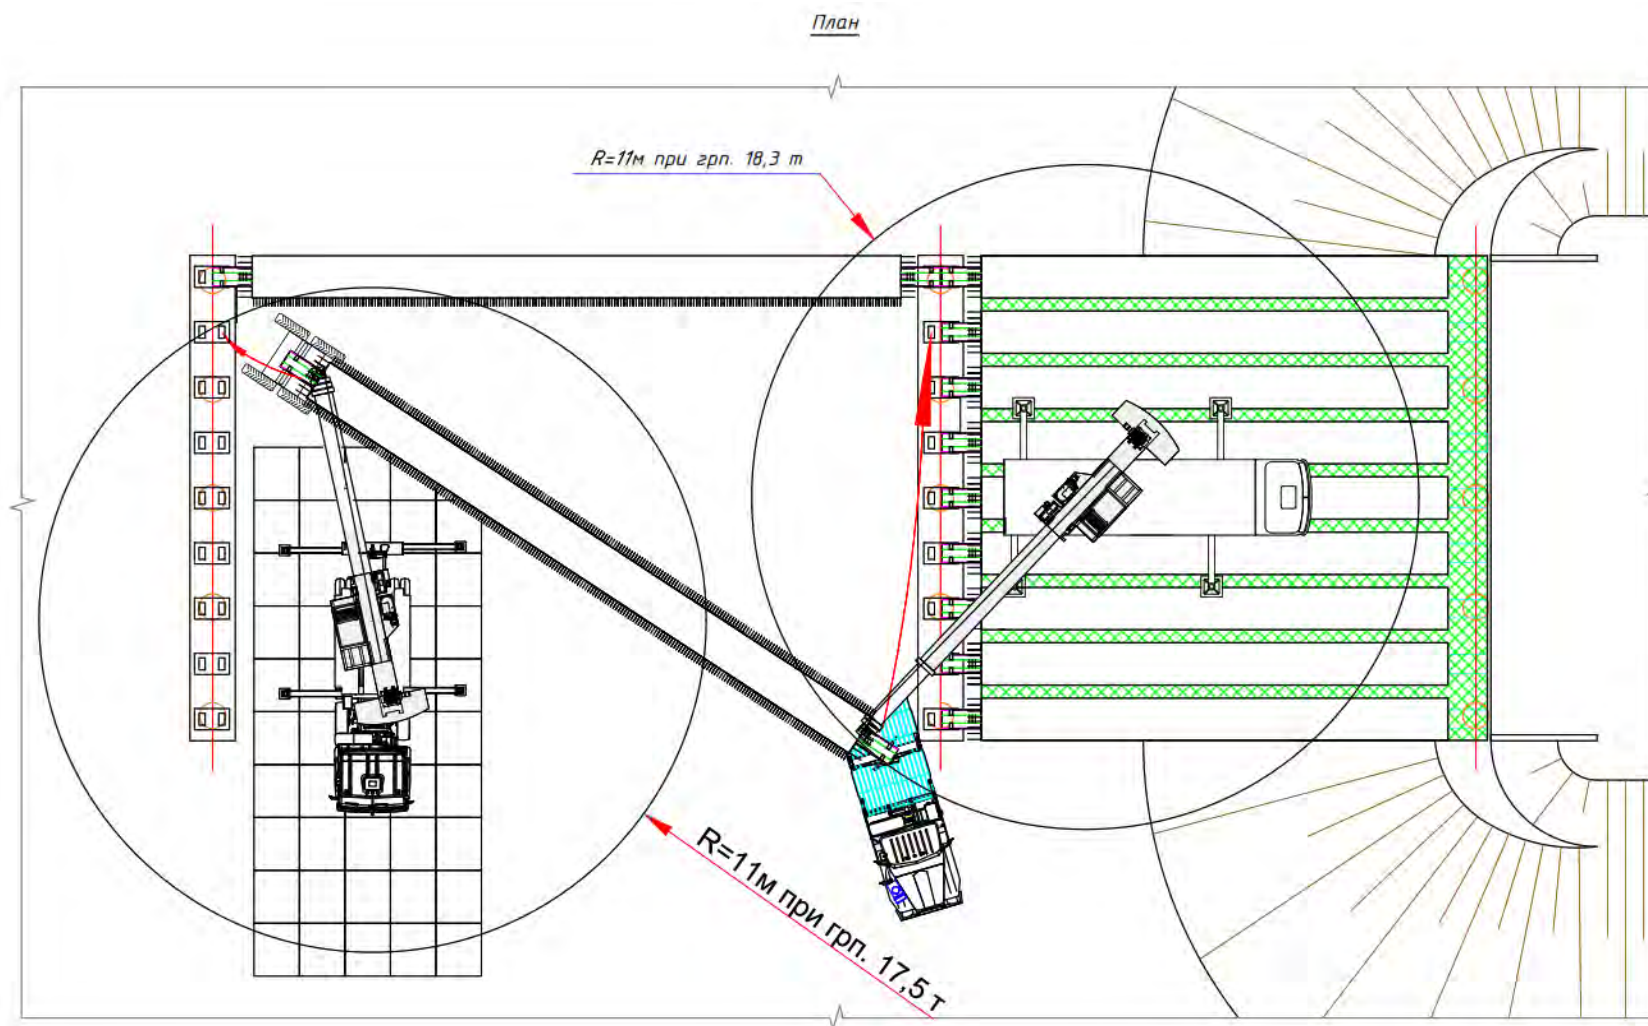 План
R=11м при грп. 18,3 т
R=11м при грп. 17,5 т